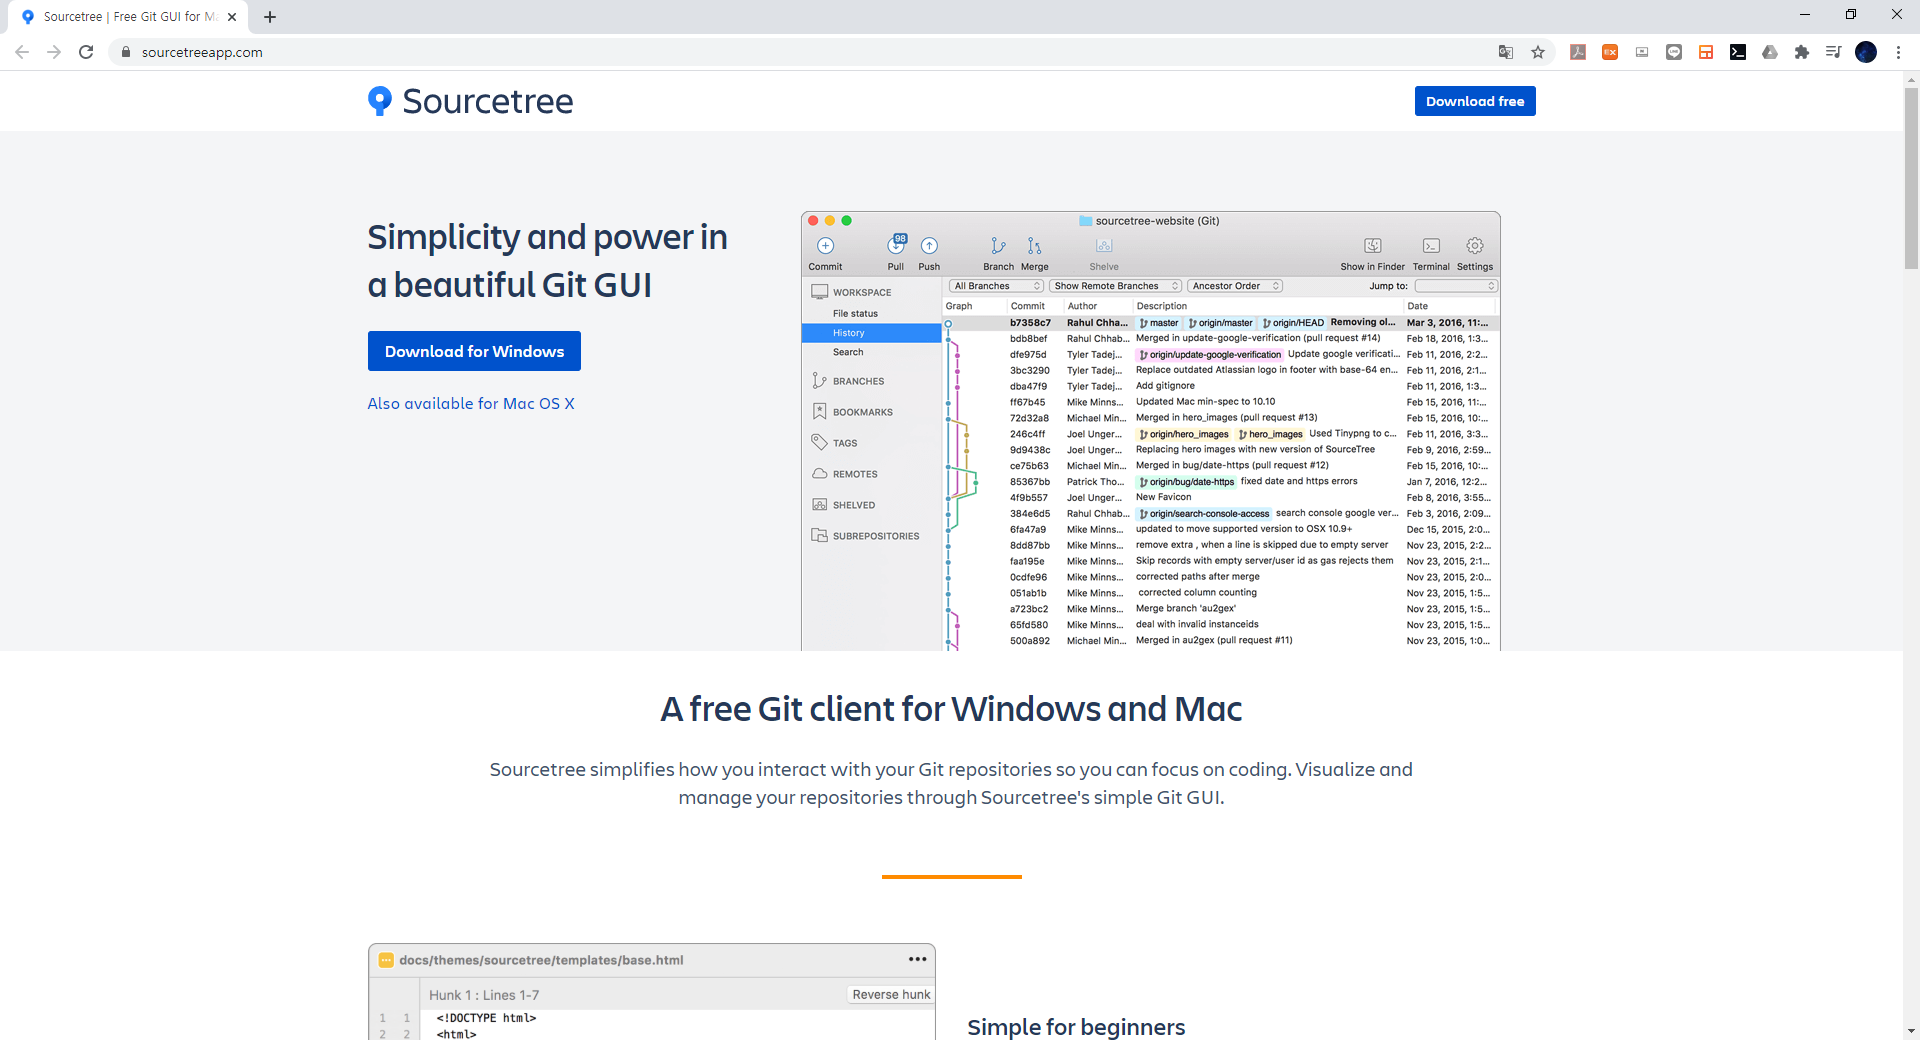 Sourcetree | Free Git GUI for Ma
sourcetreeapp.com
Sourcetree
Download free
Simplicity and power in
a beautiful Git GUI
Download for Windows
Also available for Mac OS X
sourcetree-website (Git)
98
Commit Pull Push Branch Merge Shelve Show in Finder Terminal Settings
WORKSPACE
File status
History
Search
BRANCHES
BOOKMARKS
TAGS
REMOTES
SHELVED
SUBREPOSITORIES
All Branches Show Remote Branches Ancestor Order Jump to:
Graph Commit Author Description Date
b7358c7 Rahul Chha... master origin/master origin/HEAD Removing ol... Mar 3, 2016, 11:...
bdb8bef Rahul Chhab... Merged in update-google-verification (pull request #14) Feb 18, 2016, 1:3...
dfe975d Tyler Tadej... origin/update-google-verification Update google verificati... Feb 11, 2016, 2:2...
3bc3290 Tyler Tadej... Replace outdated Atlassian logo in footer with base-64 en... Feb 11, 2016, 2:1...
dba47f9 Tyler Tadej... Add gitignore Feb 11, 2016, 1:3...
ff67b45 Mike Minns... Updated Mac min-spec to 10.10 Feb 15, 2016, 11:...
72d32a8 Michael Min... Merged in hero_images (pull request #13) Feb 15, 2016, 10:...
246c4ff Joel Unger... origin/hero_images hero_images Used Tinypng to c... Feb 11, 2016, 3:3...
9d9438c Joel Unger... Replacing hero images with new version of SourceTree Feb 9, 2016, 2:59...
ce75b63 Michael Min... Merged in bug/date-https (pull request #12) Feb 15, 2016, 10:...
85367bb Patrick Tho... origin/bug/date-https fixed date and https errors Jan 7, 2016, 12:2...
4f9b557 Joel Unger... New Favicon Feb 8, 2016, 3:55...
384e6d5 Rahul Chhab... origin/search-console-access search console google ver... Feb 3, 2016, 2:09...
6fa47a9 Mike Minns... updated to move supported version to OSX 10.9+ Dec 15, 2015, 2:0...
8dd87bb Mike Minns... remove extra , when a line is skipped due to empty server Nov 23, 2015, 2:2...
faa195e Mike Minns... Skip records with empty server/user id as gas rejects them Nov 23, 2015, 2:1...
0cdfe96 Mike Minns... corrected paths after merge Nov 23, 2015, 2:0...
051ab1b Mike Minns... corrected column counting Nov 23, 2015, 1:5...
a723bc2 Mike Minns... Merge branch 'au2gex' Nov 23, 2015, 1:5...
65fd580 Mike Minns... deal with invalid instanceids Nov 23, 2015, 1:5...
500a892 Michael Min... Merged in au2gex (pull request #11) Nov 23, 2015, 1:0...
A free Git client for Windows and Mac
Sourcetree simplifies how you interact with your Git repositories so you can focus on coding. Visualize and
manage your repositories through Sourcetree's simple Git GUI.
docs/themes/sourcetree/templates/base.html
Hunk 1 : Lines 1-7 Reverse hunk
1 1 <!DOCTYPE html>
2 2 <html>
Simple for beginners